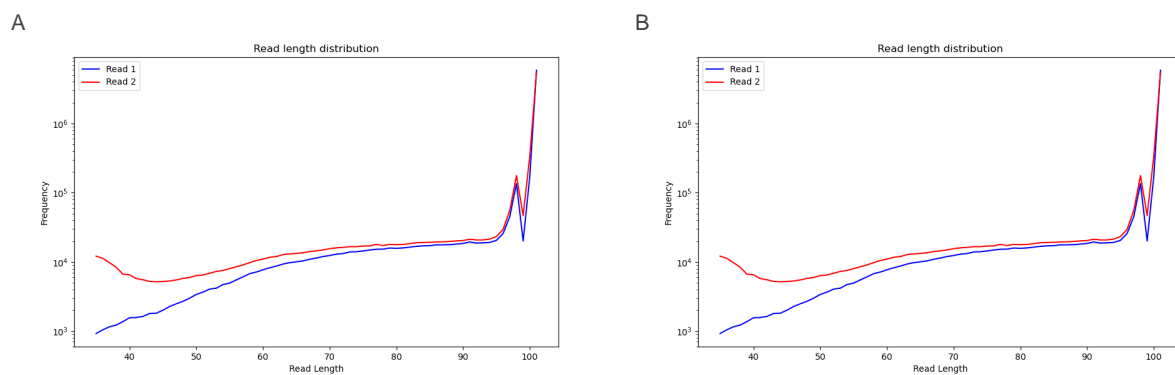 A
Read length distribution
Read 1
Read 2
Frequency
10^6
10^5
10^4
10^3
40 50 60 70 80 90 100
Read Length
B
Read length distribution
Read 1
Read 2
Frequency
10^6
10^5
10^4
10^3
40 50 60 70 80 90 100
Read Length